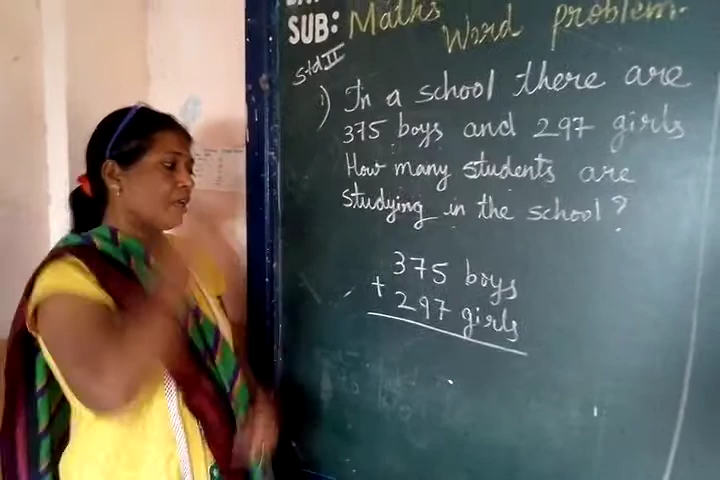 SUB: Maths
Word problem.
Std II
1) In a school there are
375 boys and 297 girls
How many students are
studying in the school?
375 boys
+ 297 girls